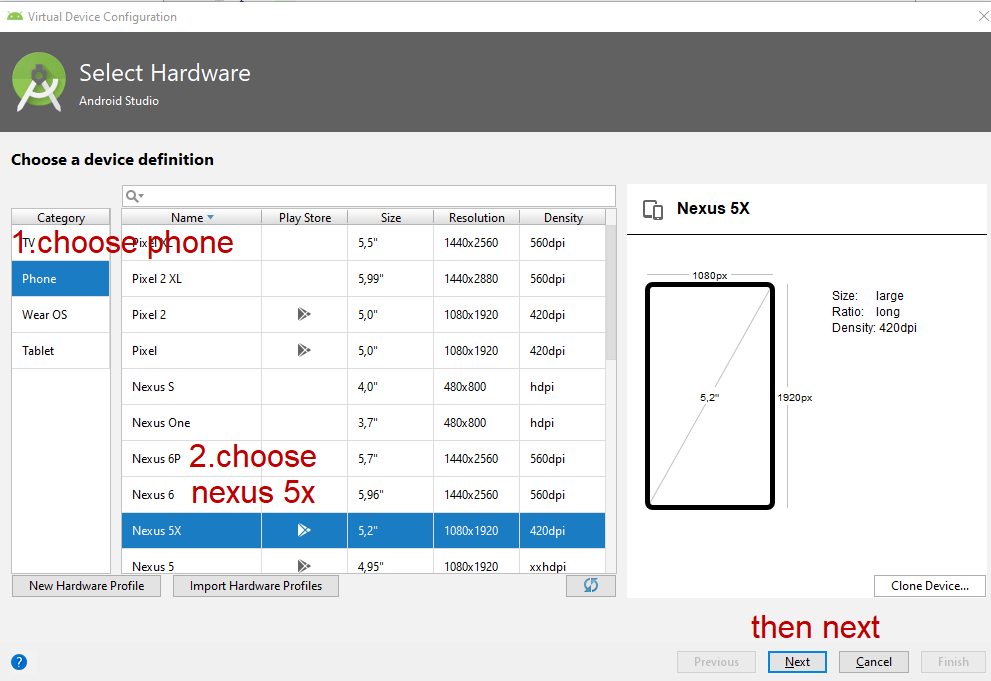 Virtual Device Configuration
Select Hardware
Android Studio
Choose a device definition
Category
TV
Phone
Wear OS
Tablet
1.choose phone
Name Play Store Size Resolution Density
Pixel XL 5,5" 1440x2560 560dpi
Pixel 2 XL 5,99" 1440x2880 560dpi
Pixel 2 5,0" 1080x1920 420dpi
Pixel 5,0" 1080x1920 420dpi
Nexus S 4,0" 480x800 hdpi
Nexus One 3,7" 480x800 hdpi
Nexus 6P 5,7" 1440x2560 560dpi
Nexus 6 5,96" 1440x2560 560dpi
Nexus 5X 5,2" 1080x1920 420dpi
Nexus 5 4,95" 1080x1920 xxhdpi
2.choose
nexus 5x
New Hardware Profile Import Hardware Profiles
Nexus 5X
1080px
5,2"
1920px
Size: large
Ratio: long
Density: 420dpi
Clone Device...
then next
?
Previous Next Cancel Finish